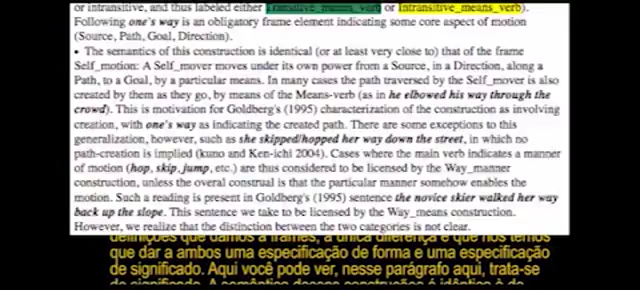 or intransitive, and thus labeled either Transitive_means_verb or Intransitive_means_verb).
Following one's way is an obligatory frame element indicating some core aspect of motion
(Source, Path, Goal, Direction).
• The semantics of this construction is identical (or at least very close to) that of the frame
Self_motion: A Self_mover moves under its own power from a Source, in a Direction, along a
Path, to a Goal, by a particular means. In many cases the path traversed by the Self_mover is also
created by them as they go, by means of the Means-verb (as in he elbowed his way through the
crowd). This is motivation for Goldberg's (1995) characterization of the construction as involving
creation, with one's way as indicating the created path. There are some exceptions to this
generalization, however, such as she skipped/hopped her way down the street, in which no
path-creation is implied (kuno and Ken-ichi 2004). Cases where the main verb indicates a manner
of motion (hop, skip, jump, etc.) are thus considered to be licensed by the Way_manner
construction, unless the overal construal is that the particular manner somehow enables the
motion. Such a reading is present in Goldberg's (1995) sentence the novice skier walked her way
back up the slope. This sentence we take to be licensed by the Way_means construction.
However, we realize that the distinction between the two categories is not clear.
definições que damos a frames, a única diferença é que nós temos
que dar a ambos uma especificação de forma e uma especificação
de significado. Aqui você pode ver, nesse parágrafo aqui, trata-se
de significado. A semântica dessas construções é idêntica à de